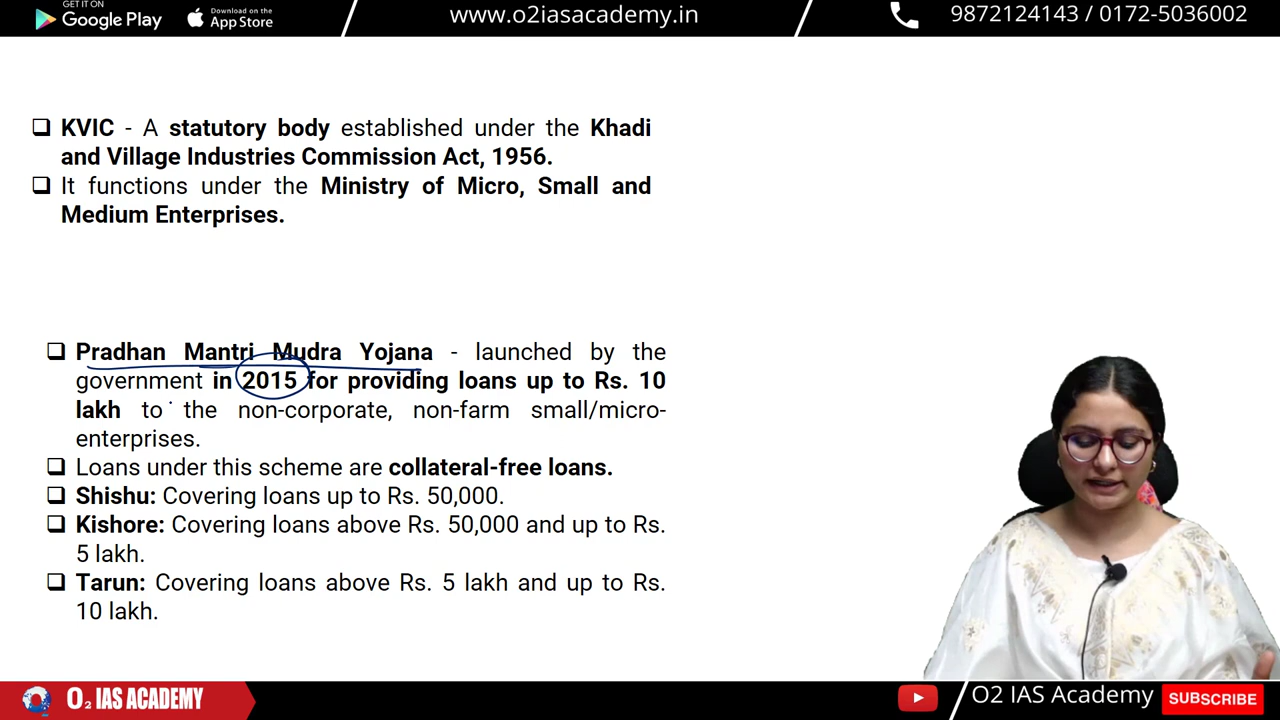 GET IT ON
Google Play
Download on the
App Store
www.o2iasacademy.in
9872124143 / 0172-5036002
❑ KVIC - A statutory body established under the Khadi
and Village Industries Commission Act, 1956.
❑ It functions under the Ministry of Micro, Small and
Medium Enterprises.
❑ Pradhan Mantri Mudra Yojana - launched by the
government in 2015 for providing loans up to Rs. 10
lakh to the non-corporate, non-farm small/micro-
enterprises.
❑ Loans under this scheme are collateral-free loans.
❑ Shishu: Covering loans up to Rs. 50,000.
❑ Kishore: Covering loans above Rs. 50,000 and up to Rs.
5 lakh.
❑ Tarun: Covering loans above Rs. 5 lakh and up to Rs.
10 lakh.
O2 IAS ACADEMY
O2 IAS Academy
SUBSCRIBE